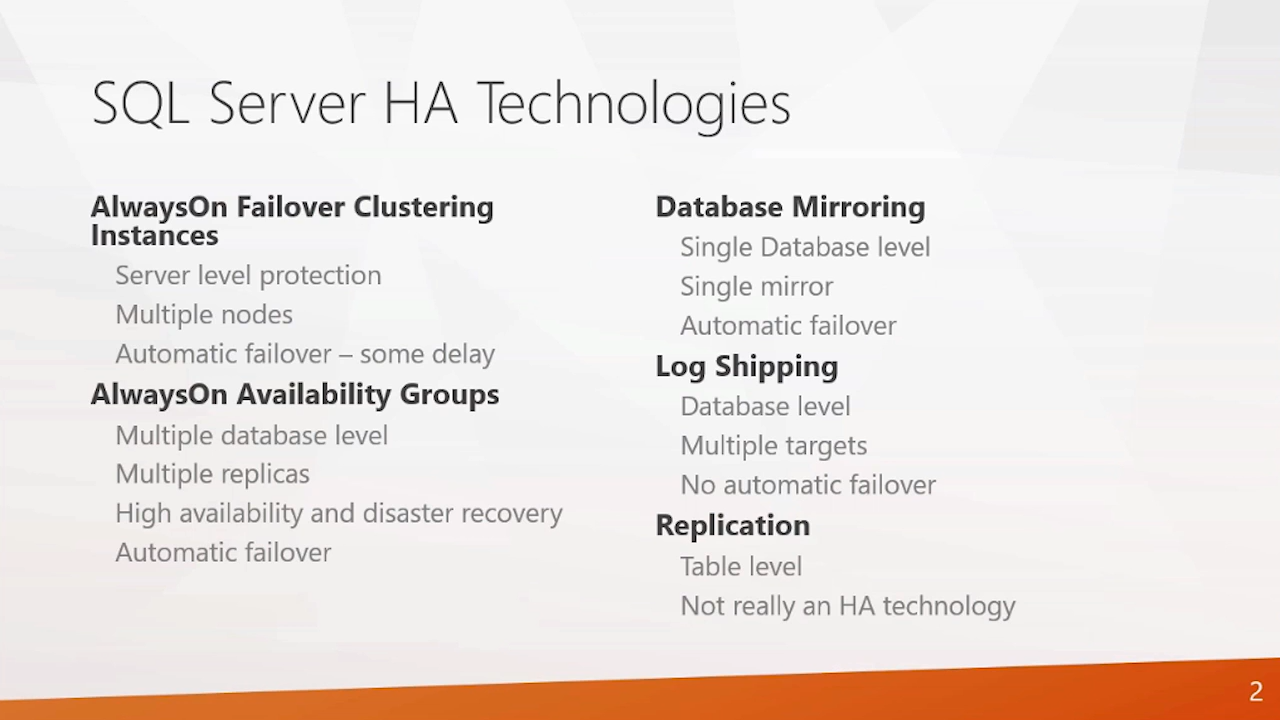 SQL Server HA Technologies
AlwaysOn Failover Clustering
Instances
Server level protection
Multiple nodes
Automatic failover – some delay
AlwaysOn Availability Groups
Multiple database level
Multiple replicas
High availability and disaster recovery
Automatic failover
Database Mirroring
Single Database level
Single mirror
Automatic failover
Log Shipping
Database level
Multiple targets
No automatic failover
Replication
Table level
Not really an HA technology
2